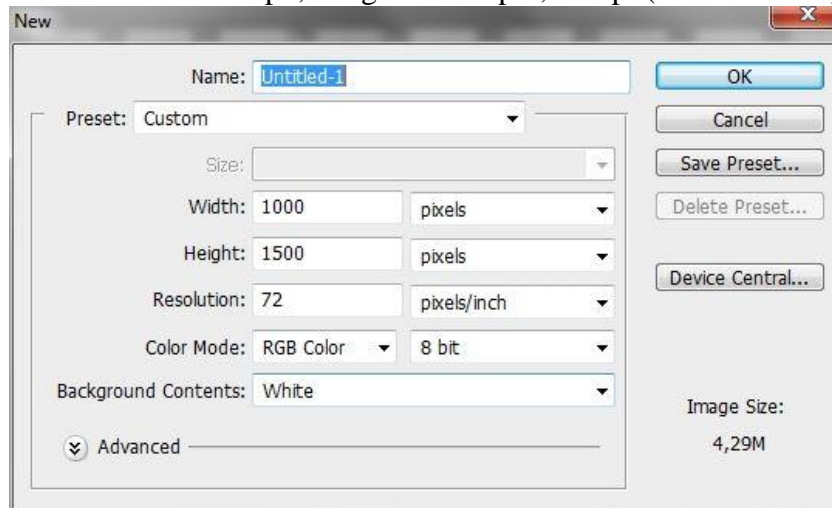 New
Name: Untitled-1
OK
Preset: Custom
Cancel
Size:
Save Preset...
Width: 1000 pixels
Delete Preset...
Height: 1500 pixels
Device Central...
Resolution: 72 pixels/inch
Color Mode: RGB Color 8 bit
Background Contents: White
Image Size:
Advanced
4,29M